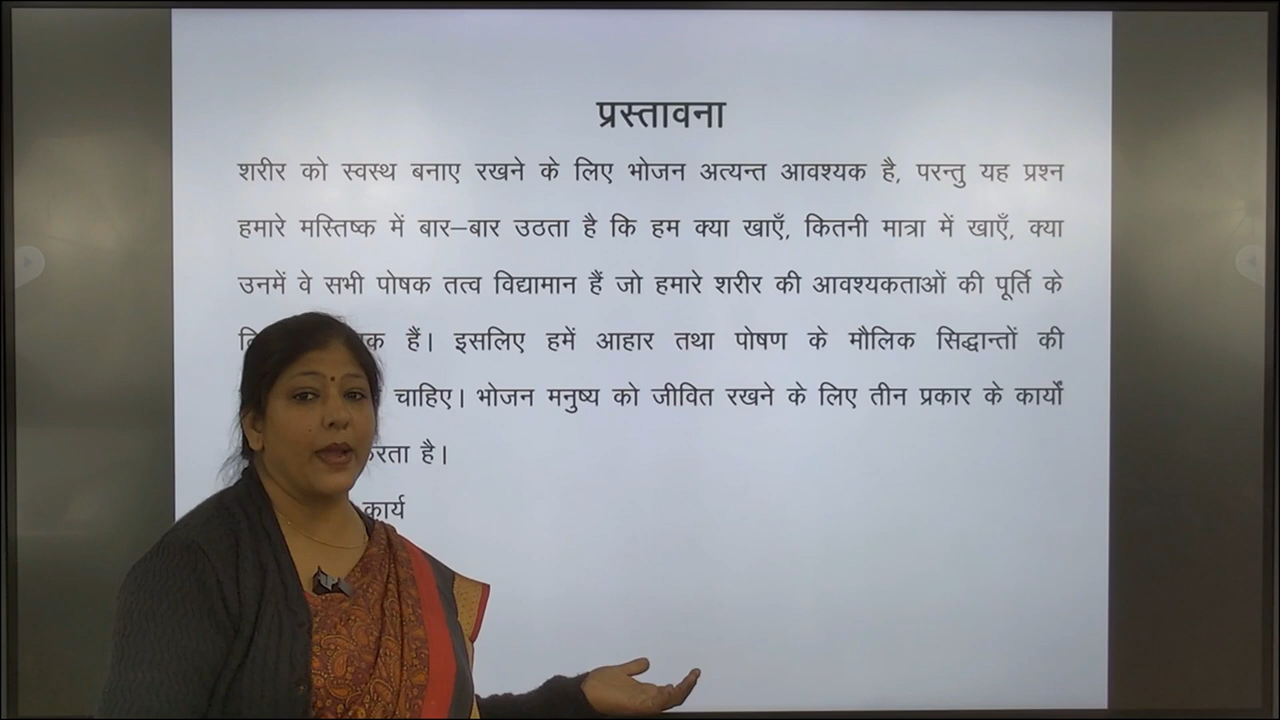 प्रस्तावना
शरीर को स्वस्थ बनाए रखने के लिए भोजन अत्यन्त आवश्यक है, परन्तु यह प्रश्न
हमारे मस्तिष्क में बार–बार उठता है कि हम क्या खाएँ, कितनी मात्रा में खाएँ, क्या
उनमें वे सभी पोषक तत्व विद्यामान हैं जो हमारे शरीर की आवश्यकताओं की पूर्ति के
हैं। इसलिए हमें आहार तथा पोषण के मौलिक सिद्धान्तों की
चाहिए। भोजन मनुष्य को जीवित रखने के लिए तीन प्रकार के कार्यों
है।
कार्य